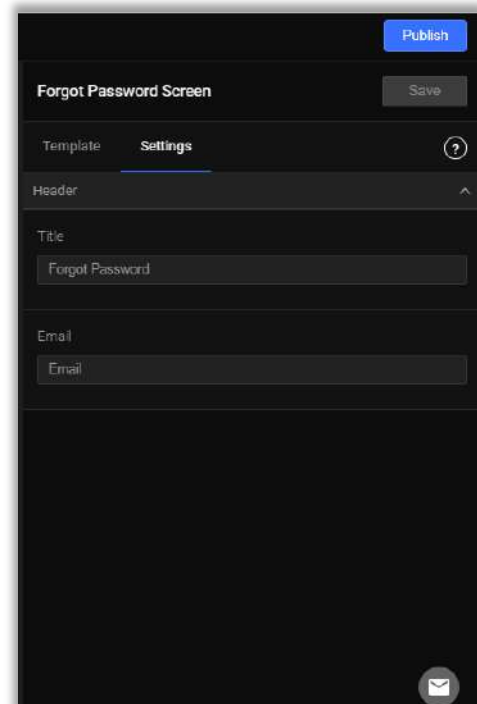 Publish
Forgot Password Screen
Save
Template
Settings
?
Header
Title
Forgot Password
Email
Email